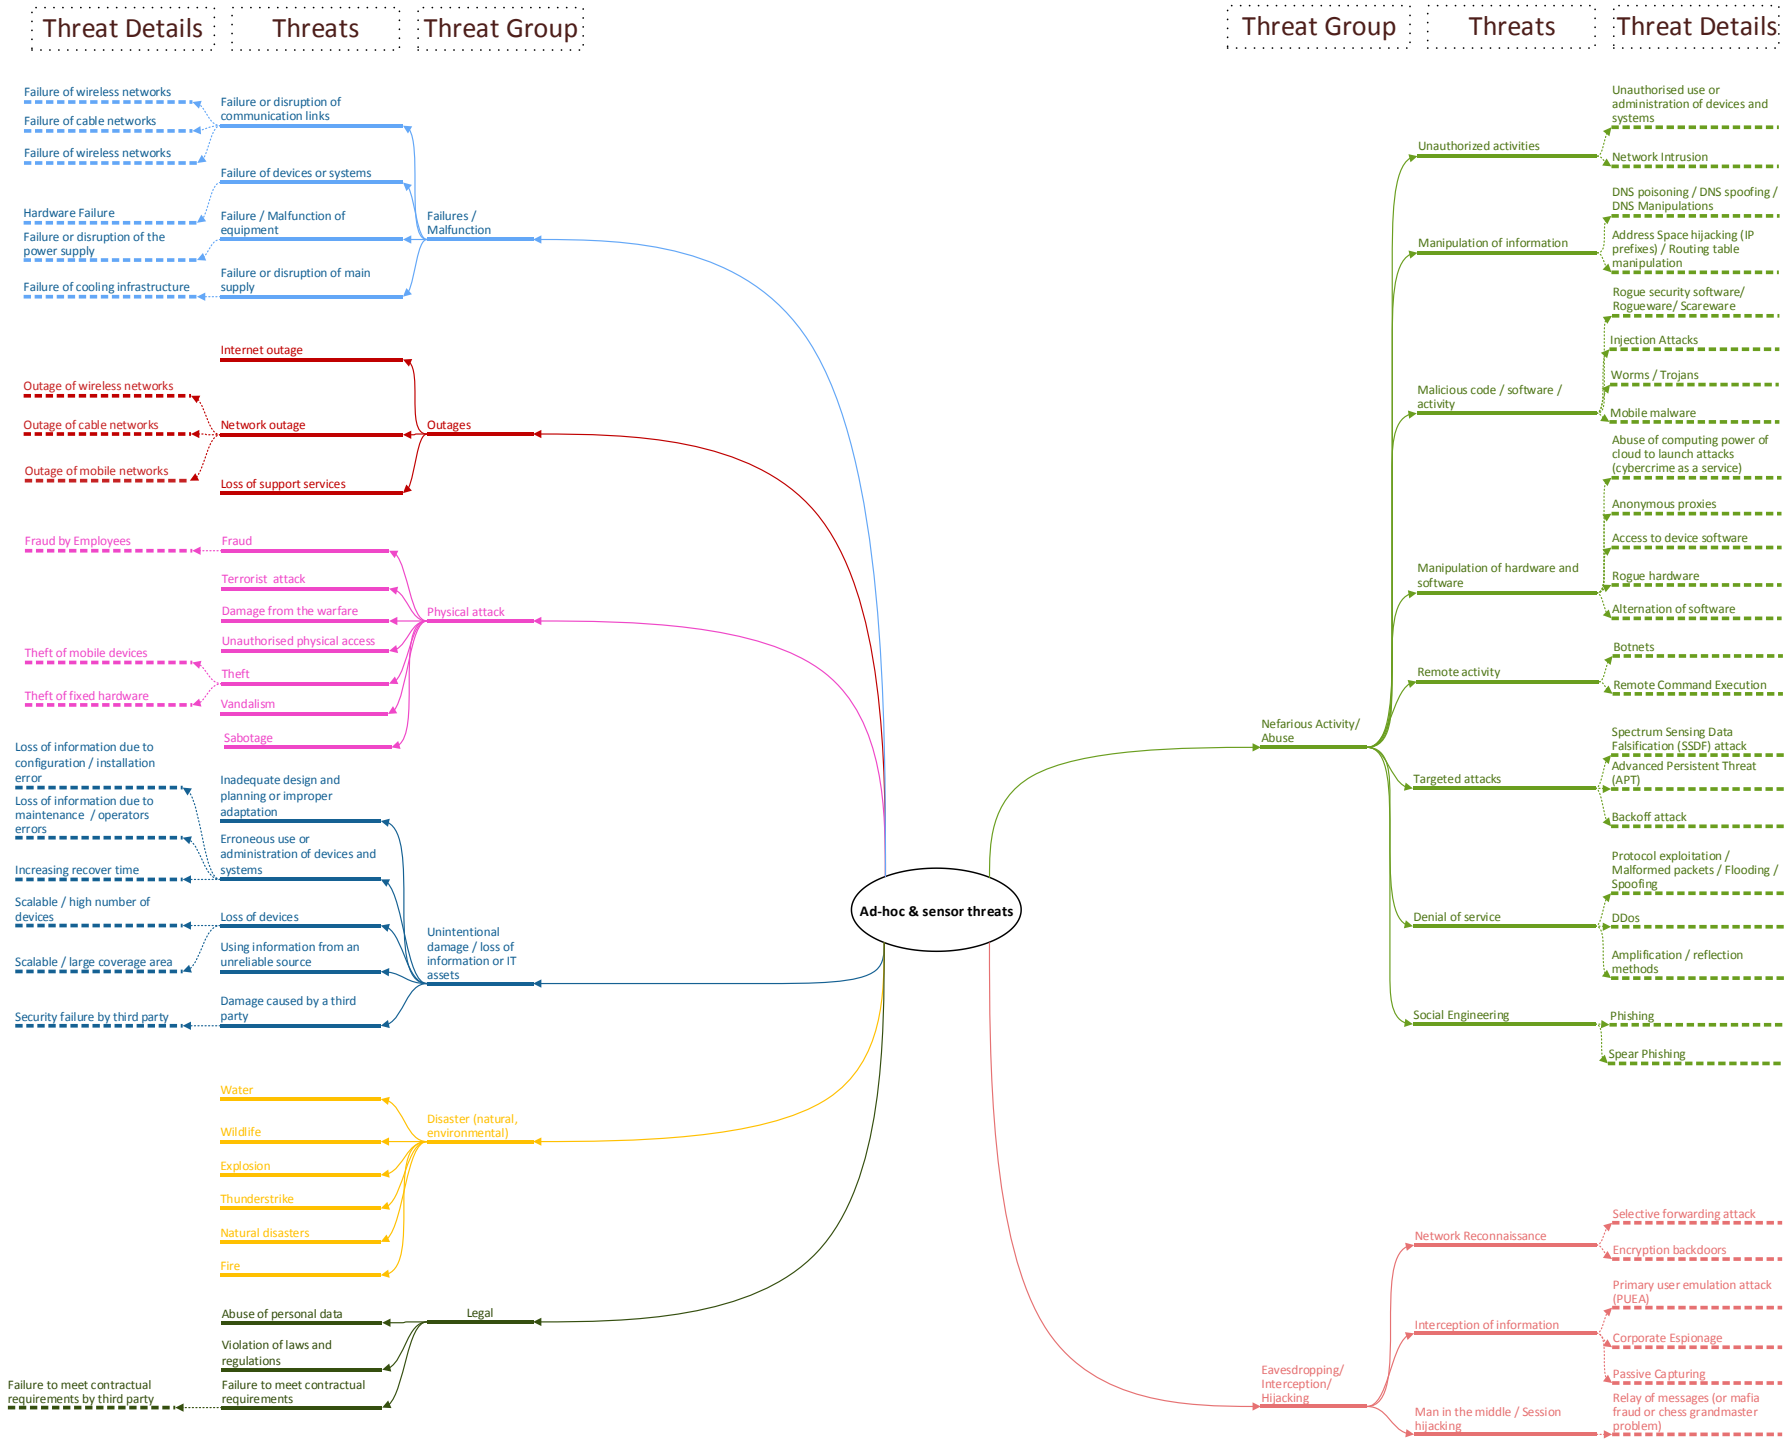 Threat Details
Threats
Threat Group
Threat Group
Threats
Threat Details
Failure of wireless networks
Failure of cable networks
Failure of wireless networks
Failure or disruption of
communication links
Failure of devices or systems
Hardware Failure
Failure / Malfunction of
equipment
Failure or disruption of the
power supply
Failure or disruption of main
supply
Failure of cooling infrastructure
Failures /
Malfunction
Internet outage
Outage of wireless networks
Outage of cable networks
Outage of mobile networks
Network outage
Loss of support services
Outages
Fraud by Employees
Fraud
Terrorist  attack
Damage from the warfare
Unauthorised physical access
Theft of mobile devices
Theft of fixed hardware
Theft
Vandalism
Sabotage
Physical attack
Loss of information due to
configuration / installation
error
Loss of information due to
maintenance  / operators
errors
Increasing recover time
Scalable / high number of
devices
Scalable / large coverage area
Security failure by third party
Inadequate design and
planning or improper
adaptation
Erroneous use or
administration of devices and
systems
Loss of devices
Using information from an
unreliable source
Damage caused by a third
party
Unintentional
damage / loss of
information or IT
assets
Water
Wildlife
Explosion
Thunderstrike
Natural disasters
Fire
Disaster (natural,
environmental)
Abuse of personal data
Violation of laws and
regulations
Failure to meet contractual
requirements
Failure to meet contractual
requirements by third party
Legal
Ad-hoc & sensor threats
Nefarious Activity/
Abuse
Unauthorized activities
Unauthorised use or
administration of devices and
systems
Network Intrusion
Manipulation of information
DNS poisoning / DNS spoofing /
DNS Manipulations
Address Space hijacking (IP
prefixes) / Routing table
manipulation
Malicious code / software /
activity
Rogue security software/
Rogueware/ Scareware
Injection Attacks
Worms / Trojans
Mobile malware
Manipulation of hardware and
software
Abuse of computing power of
cloud to launch attacks
(cybercrime as a service)
Anonymous proxies
Access to device software
Rogue hardware
Alternation of software
Remote activity
Botnets
Remote Command Execution
Targeted attacks
Spectrum Sensing Data
Falsification (SSDF) attack
Advanced Persistent Threat
(APT)
Backoff attack
Denial of service
Protocol exploitation /
Malformed packets / Flooding /
Spoofing
DDos
Amplification / reflection
methods
Social Engineering
Phishing
Spear Phishing
Eavesdropping/
Interception/
Hijacking
Network Reconnaissance
Selective forwarding attack
Encryption backdoors
Interception of information
Primary user emulation attack
(PUEA)
Corporate Espionage
Passive Capturing
Man in the middle / Session
hijacking
Relay of messages (or mafia
fraud or chess grandmaster
problem)